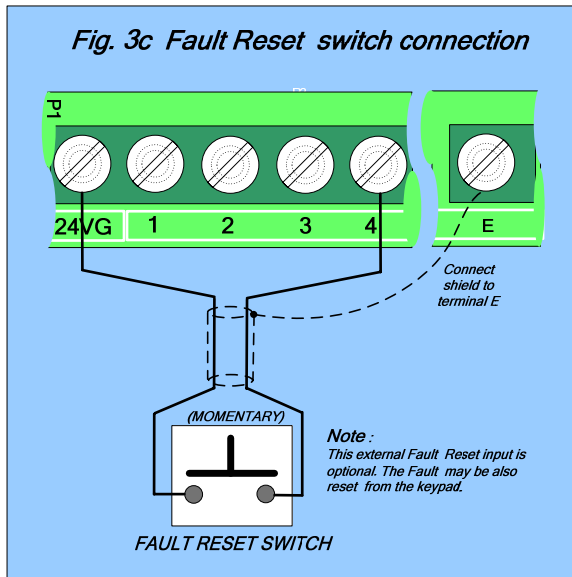 Fig. 3c Fault Reset switch connection
P1
24VG 1 2 3 4 E
Connect
shield to
terminal E
(MOMENTARY)
Note :
This external Fault Reset input is
optional. The Fault may be also
reset from the keypad.
FAULT RESET SWITCH